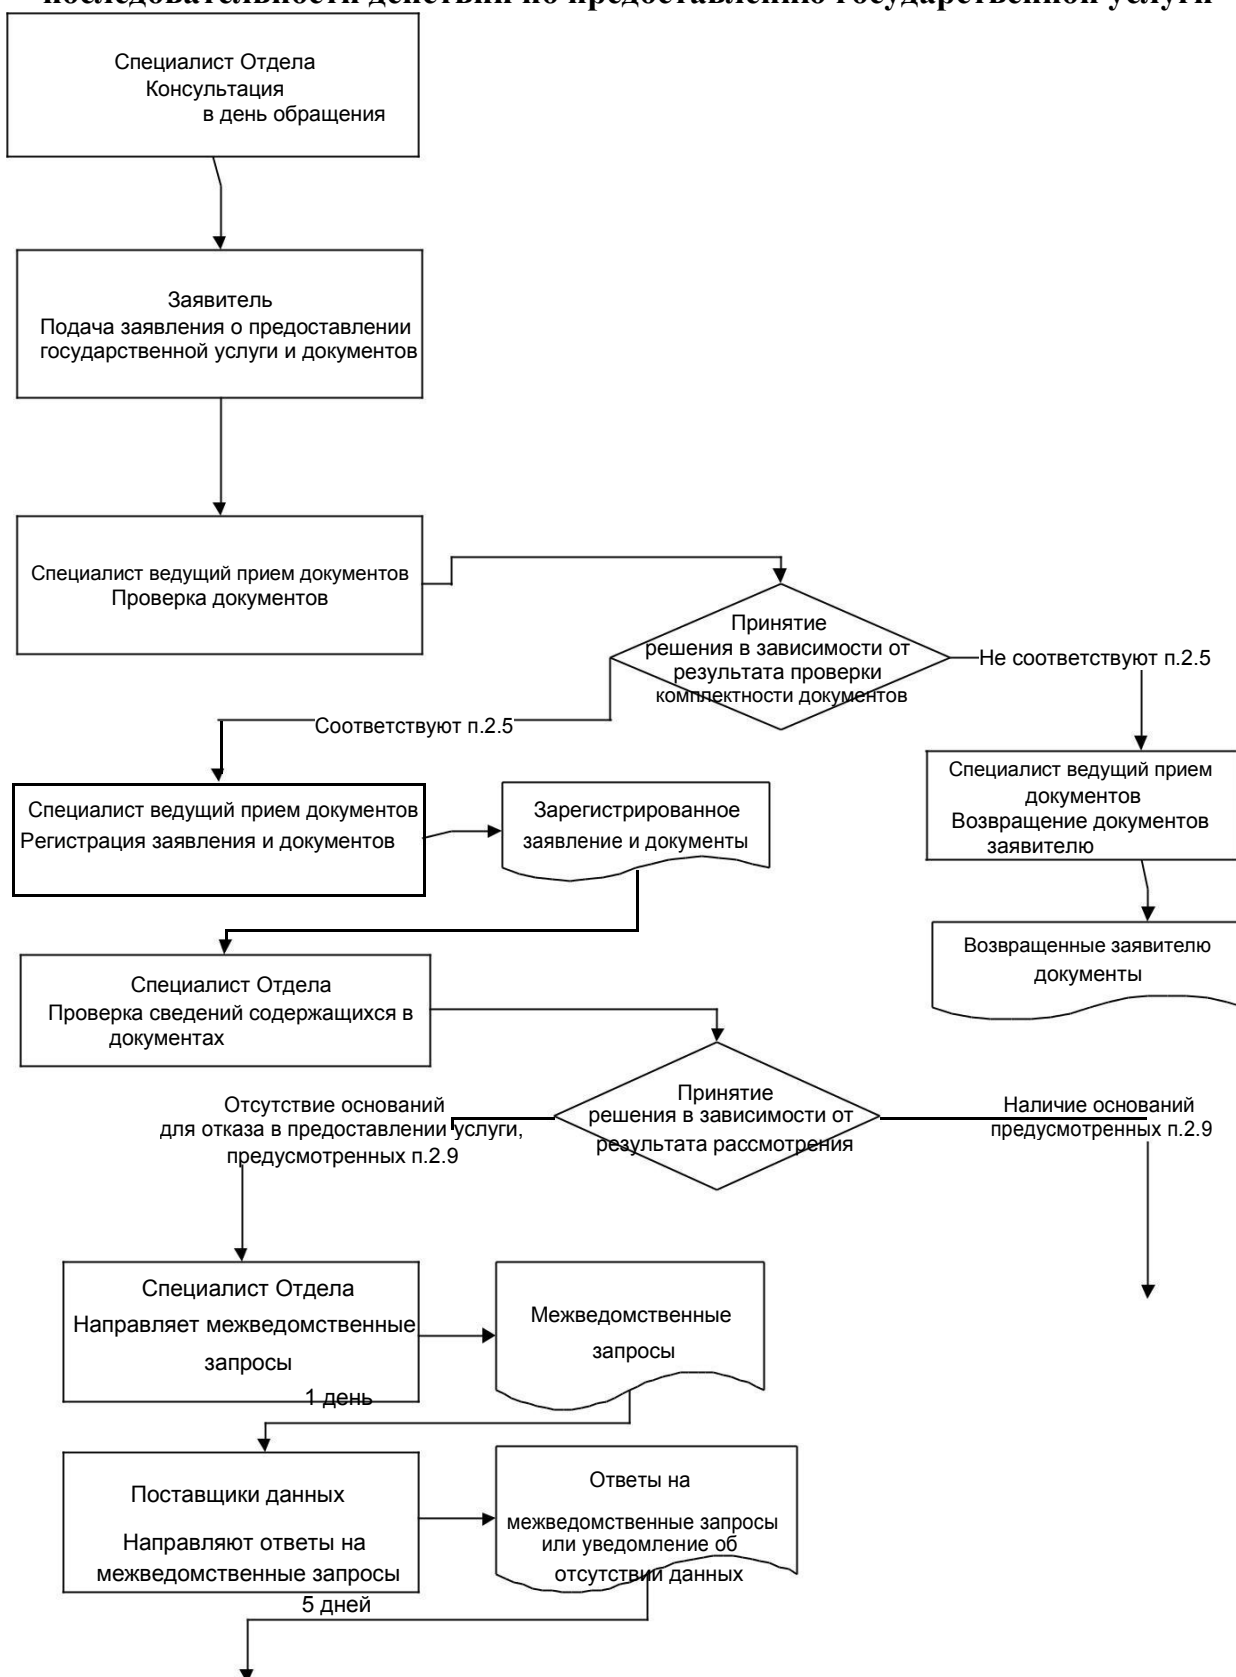 последовательности действий по предоставлению государственной услуги
Специалист Отдела
Консультация
в день обращения
Заявитель
Подача заявления о предоставлении
государственной услуги и документов
Специалист ведущий прием документов
Проверка документов
Принятие
решения в зависимости от
результата проверки
комплектности документов
Не соответствуют п.2.5
Соответствуют п.2.5
Специалист ведущий прием
документов
Возвращение документов
заявителю
Специалист ведущий прием документов
Регистрация заявления и документов
Зарегистрированное
заявление и документы
Возвращенные заявителю
документы
Специалист Отдела
Проверка сведений содержащихся в
документах
Принятие
решения в зависимости от
результата рассмотрения
Отсутствие оснований
для отказа в предоставлении услуги,
предусмотренных п.2.9
Наличие оснований
предусмотренных п.2.9
Специалист Отдела
Направляет межведомственные
запросы
1 день
Межведомственные
запросы
Поставщики данных
Направляют ответы на
межведомственные запросы
5 дней
Ответы на
межведомственные запросы
или уведомление об
отсутствии данных